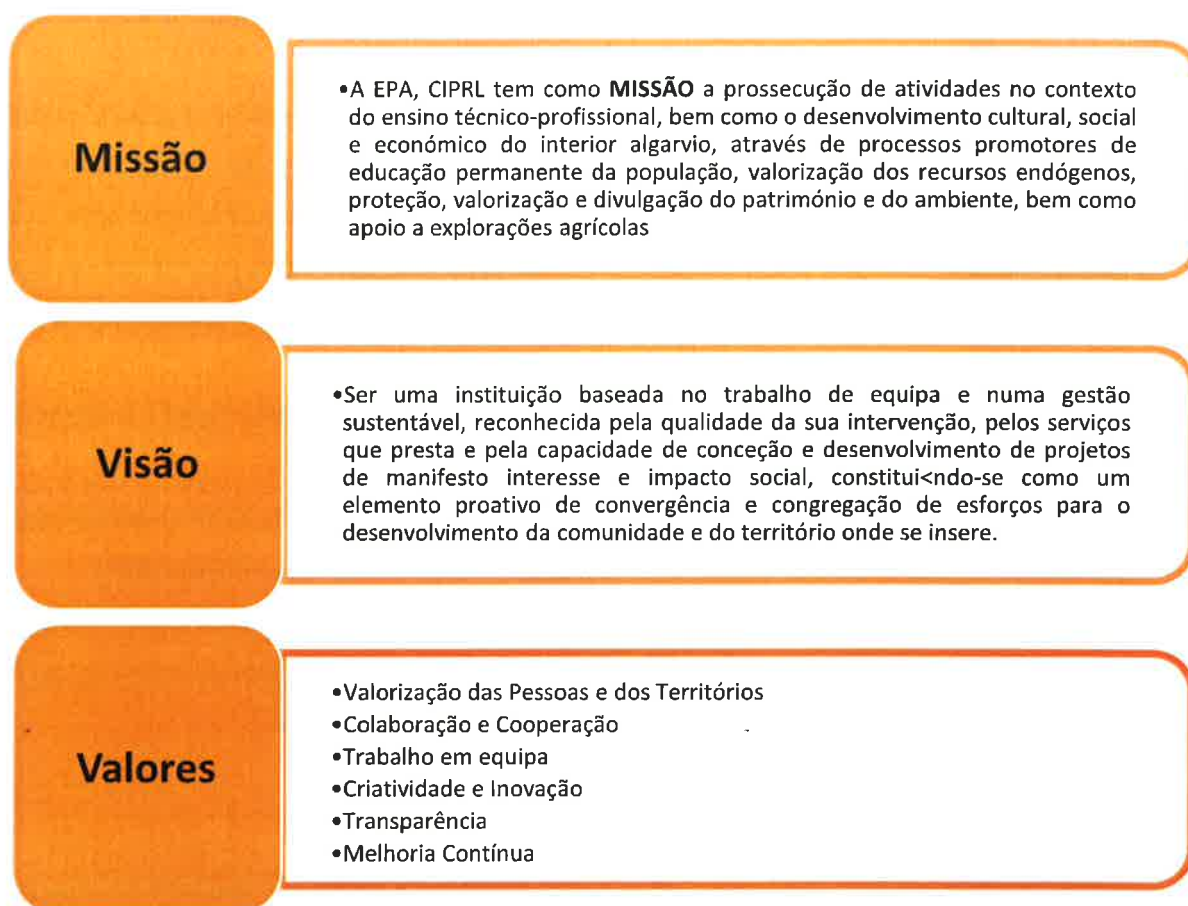 Missão
•A EPA, CIPRL tem como MISSÃO a prossecução de atividades no contexto
do ensino técnico-profissional, bem como o desenvolvimento cultural, social
e económico do interior algarvio, através de processos promotores de
educação permanente da população, valorização dos recursos endógenos,
proteção, valorização e divulgação do património e do ambiente, bem como
apoio a explorações agrícolas
Visão
•Ser uma instituição baseada no trabalho de equipa e numa gestão
sustentável, reconhecida pela qualidade da sua intervenção, pelos serviços
que presta e pela capacidade de conceção e desenvolvimento de projetos
de manifesto interesse e impacto social, constitui<ndo-se como um
elemento proativo de convergência e congregação de esforços para o
desenvolvimento da comunidade e do território onde se insere.
Valores
•Valorização das Pessoas e dos Territórios
•Colaboração e Cooperação
•Trabalho em equipa
•Criatividade e Inovação
•Transparência
•Melhoria Contínua